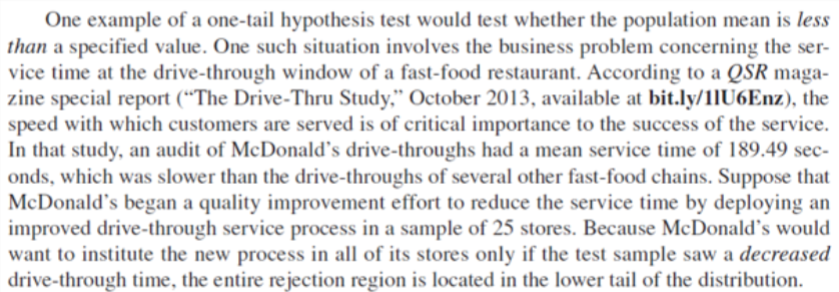 One example of a one-tail hypothesis test would test whether the population mean is less
than a specified value. One such situation involves the business problem concerning the ser-
vice time at the drive-through window of a fast-food restaurant. According to a QSR maga-
zine special report (“The Drive-Thru Study,” October 2013, available at bit.ly/1lU6Enz), the
speed with which customers are served is of critical importance to the success of the service.
In that study, an audit of McDonald’s drive-throughs had a mean service time of 189.49 sec-
onds, which was slower than the drive-throughs of several other fast-food chains. Suppose that
McDonald’s began a quality improvement effort to reduce the service time by deploying an
improved drive-through service process in a sample of 25 stores. Because McDonald’s would
want to institute the new process in all of its stores only if the test sample saw a decreased
drive-through time, the entire rejection region is located in the lower tail of the distribution.